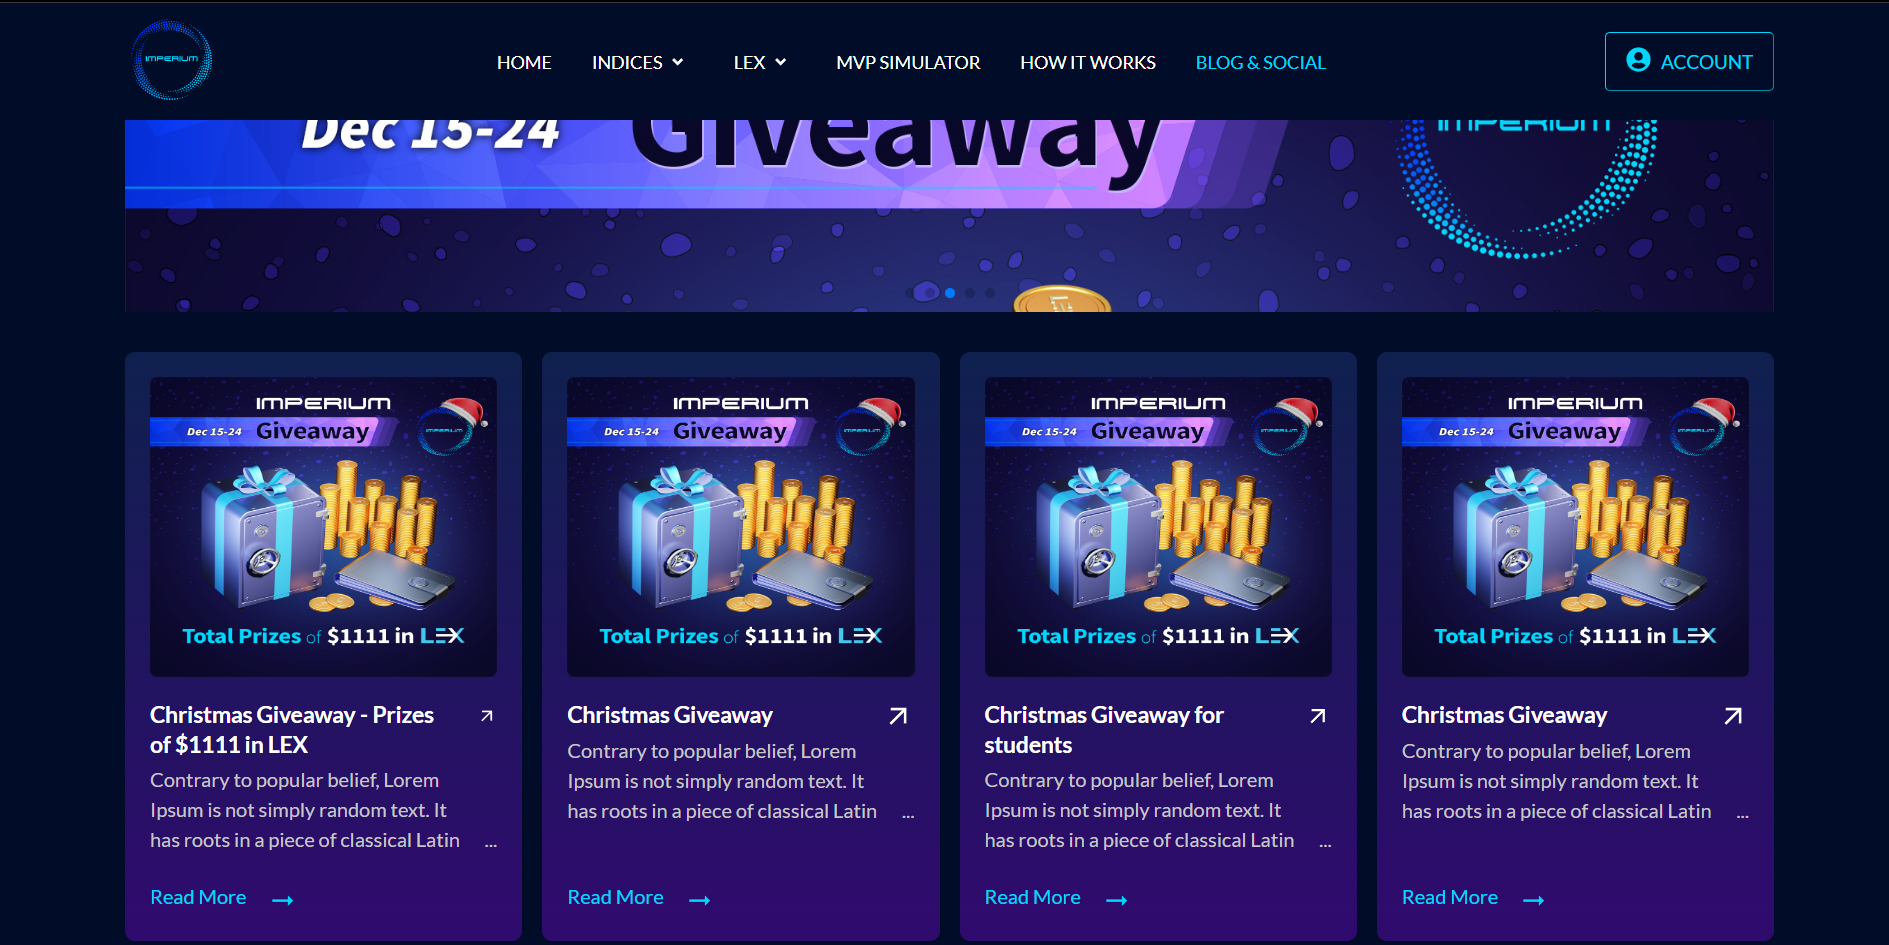 IMPERIUM
HOME
INDICES
LEX
MVP SIMULATOR
HOW IT WORKS
BLOG & SOCIAL
ACCOUNT
Dec 15-24
Giveaway
IMPERIUM
IMPERIUM
Dec 15-24
Giveaway
IMPERIUM
Total Prizes of $1111 in LEX
Christmas Giveaway - Prizes
of $1111 in LEX
Contrary to popular belief, Lorem
Ipsum is not simply random text. It
has roots in a piece of classical Latin ...
Read More
IMPERIUM
Dec 15-24
Giveaway
IMPERIUM
Total Prizes of $1111 in LEX
Christmas Giveaway
Contrary to popular belief, Lorem
Ipsum is not simply random text. It
has roots in a piece of classical Latin ...
Read More
IMPERIUM
Dec 15-24
Giveaway
IMPERIUM
Total Prizes of $1111 in LEX
Christmas Giveaway for
students
Contrary to popular belief, Lorem
Ipsum is not simply random text. It
has roots in a piece of classical Latin ...
Read More
IMPERIUM
Dec 15-24
Giveaway
IMPERIUM
Total Prizes of $1111 in LEX
Christmas Giveaway
Contrary to popular belief, Lorem
Ipsum is not simply random text. It
has roots in a piece of classical Latin ...
Read More